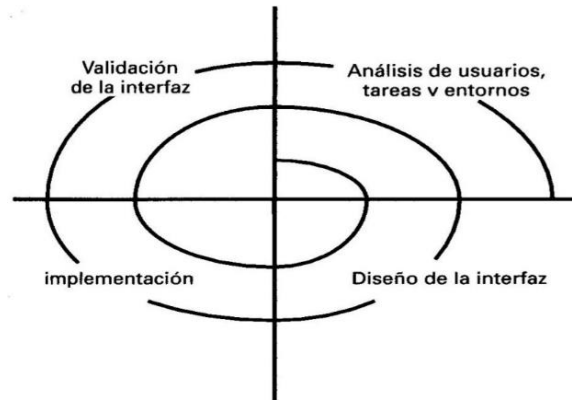 Validación
de la interfaz
Análisis de usuarios,
tareas y entornos
implementación
Diseño de la interfaz